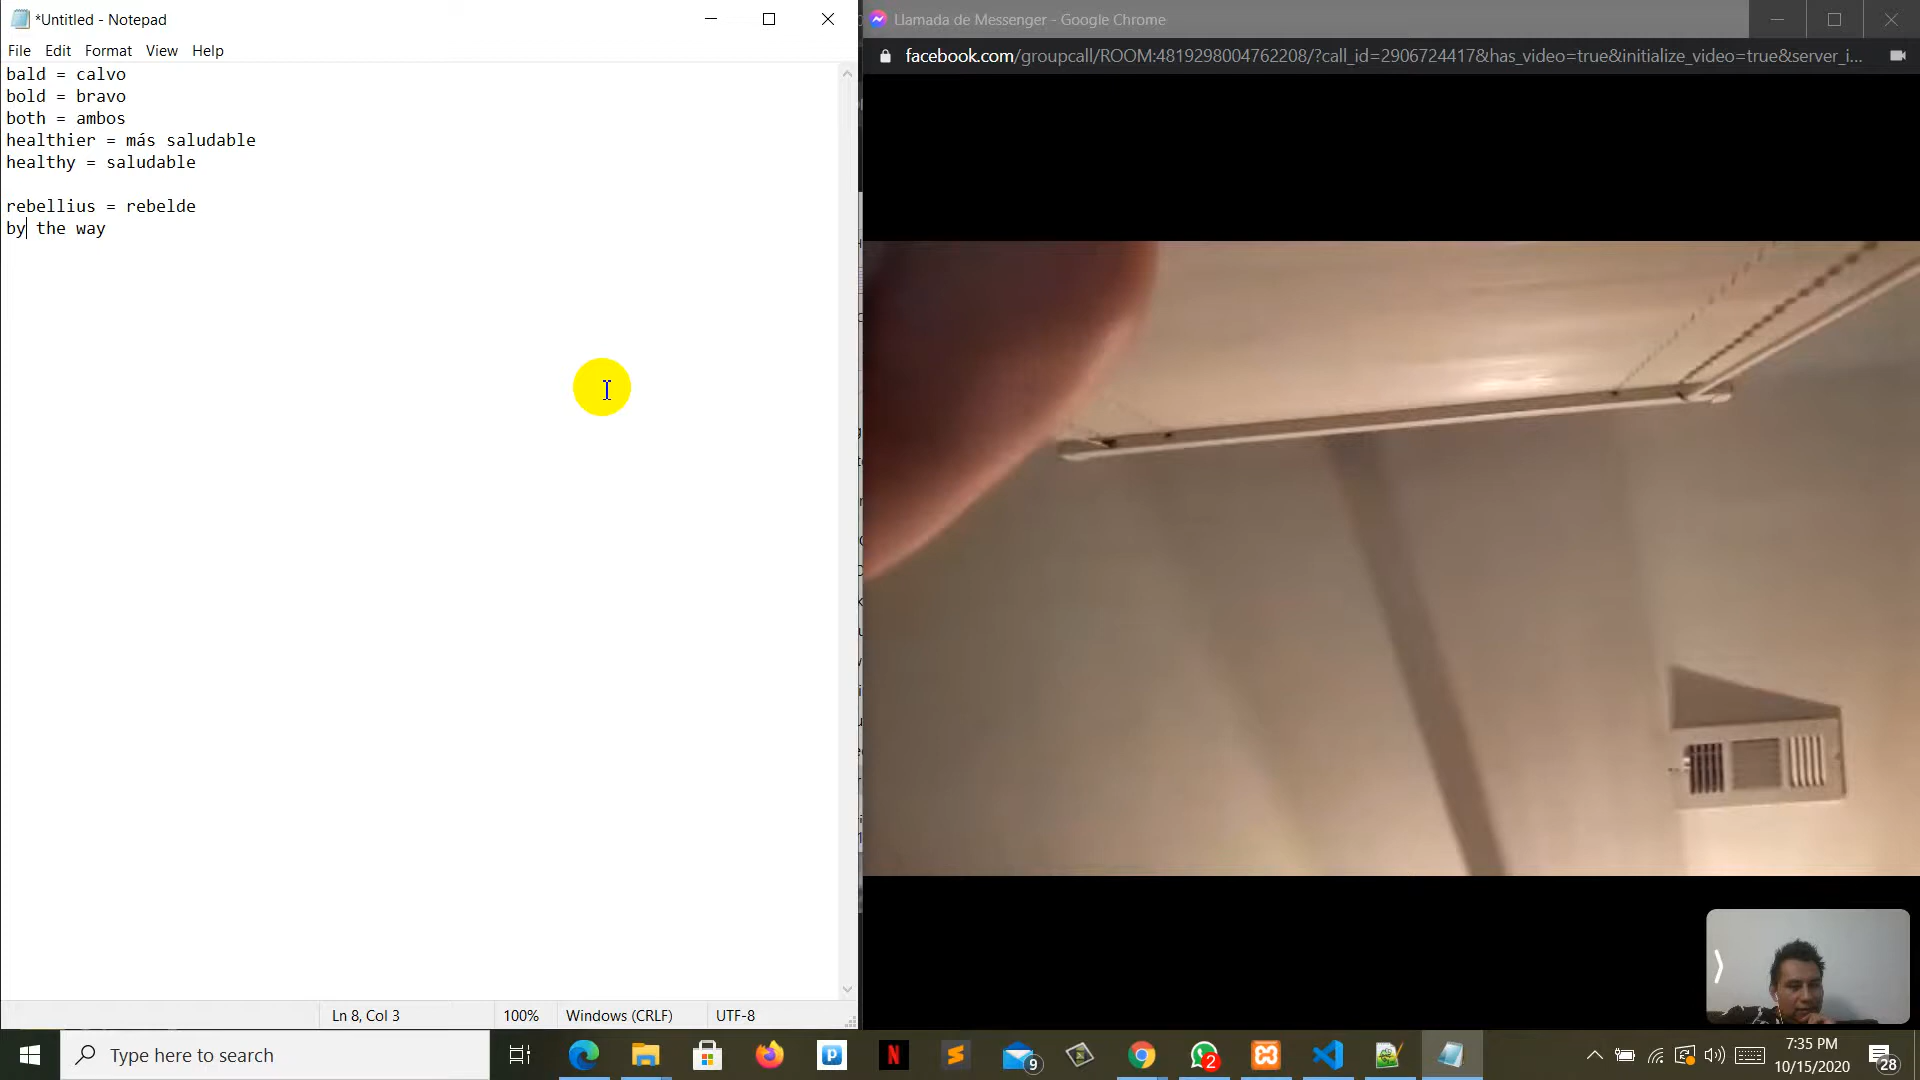 *Untitled - Notepad
File Edit Format View Help
bald = calvo
bold = bravo
both = ambos
healthier = más saludable
healthy = saludable
rebellius = rebelde
by the way
Ln 8, Col 3
100%
Windows (CRLF)
UTF-8
Llamada de Messenger - Google Chrome
facebook.com/groupcall/ROOM:4819298004762208/?call_id=2906724417&has_video=true&initialize_video=true&server_i...
Type here to search
9
2
7:35 PM
10/15/2020
28